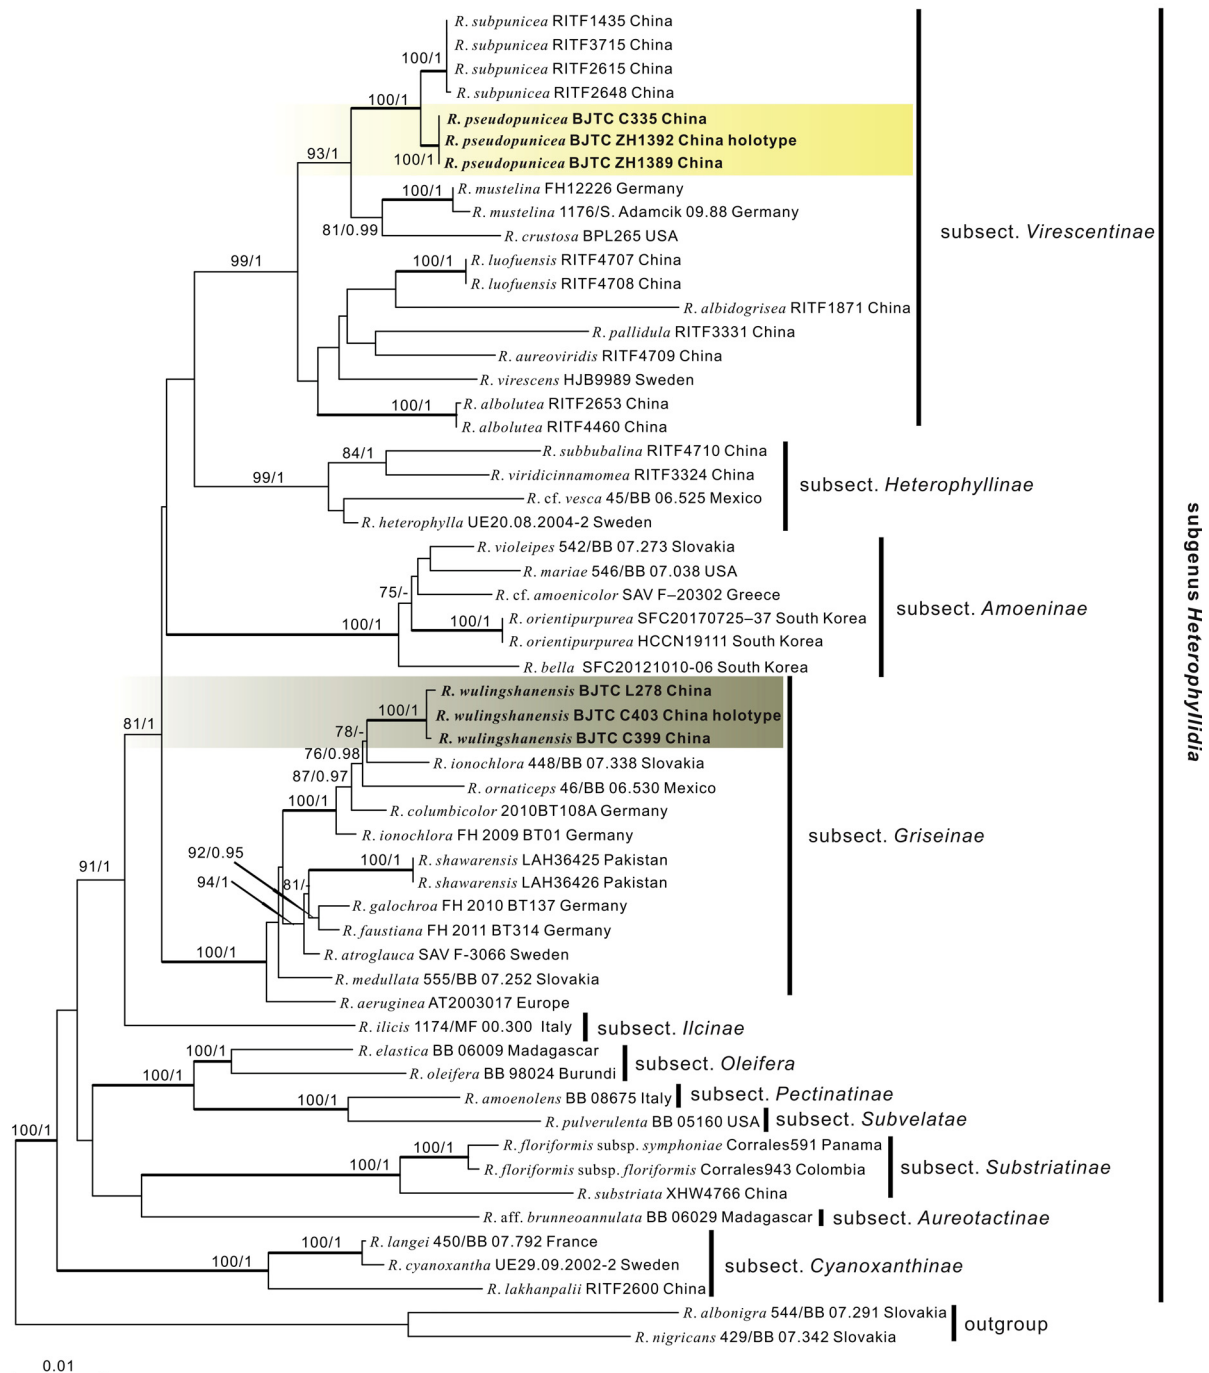 R. subpunicea RITF1435 China
R. subpunicea RITF3715 China
100/1
R. subpunicea RITF2615 China
R. subpunicea RITF2648 China
100/1
R. pseudopunicea BJTC C335 China
R. pseudopunicea BJTC ZH1392 China holotype
93/1
100/1
R. pseudopunicea BJTC ZH1389 China
R. mustelina FH12226 Germany
100/1
R. mustelina 1176/S. Adamcik 09.88 Germany
81/0.99
R. crustosa BPL265 USA
subsect. Virescentinae
99/1
100/1
R. luofuensis RITF4707 China
R. luofuensis RITF4708 China
R. albidogrisea RITF1871 China
R. pallidula RITF3331 China
R. aureoviridis RITF4709 China
R. virescens HJB9989 Sweden
100/1
R. albolutea RITF2653 China
R. albolutea RITF4460 China
84/1
R. subbubalina RITF4710 China
99/1
R. viridicinnamomea RITF3324 China
subsect. Heterophyllinae
R. cf. vesca 45/BB 06.525 Mexico
R. heterophylla UE20.08.2004-2 Sweden
R. violeipes 542/BB 07.273 Slovakia
R. mariae 546/BB 07.038 USA
75/-
R. cf. amoenicolor SAV F–20302 Greece
subsect. Amoeninae
100/1
100/1
R. orientipurpurea SFC20170725–37 South Korea
R. orientipurpurea HCCN19111 South Korea
R. bella SFC20121010-06 South Korea
subgenus Heterophyllidia
R. wulingshanensis BJTC L278 China
100/1
R. wulingshanensis BJTC C403 China holotype
81/1
78/-
R. wulingshanensis BJTC C399 China
76/0.98
R. ionochlora 448/BB 07.338 Slovakia
87/0.97
R. ornaticeps 46/BB 06.530 Mexico
100/1
R. columbicolor 2010BT108A Germany
R. ionochlora FH 2009 BT01 Germany
subsect. Griseinae
92/0.95
100/1
R. shawarensis LAH36425 Pakistan
91/1
94/1
81/-
R. shawarensis LAH36426 Pakistan
R. galochroa FH 2010 BT137 Germany
R. faustiana FH 2011 BT314 Germany
100/1
R. atroglauca SAV F-3066 Sweden
R. medullata 555/BB 07.252 Slovakia
R. aeruginea AT2003017 Europe
R. ilicis 1174/MF 00.300 Italy
subsect. Ilcinae
100/1
R. elastica BB 06009 Madagascar
subsect. Oleifera
100/1
R. oleifera BB 98024 Burundi
100/1
R. amoenolens BB 08675 Italy
subsect. Pectinatinae
R. pulverulenta BB 05160 USA
subsect. Subvelatae
100/1
100/1
R. floriformis subsp. symphoniae Corrales591 Panama
100/1
R. floriformis subsp. floriformis Corrales943 Colombia
subsect. Substriatinae
R. substriata XHW4766 China
R. aff. brunneoannulata BB 06029 Madagascar
subsect. Aureotactinae
100/1
R. langei 450/BB 07.792 France
100/1
R. cyanoxantha UE29.09.2002-2 Sweden
subsect. Cyanoxanthinae
R. lakhanpalii RITF2600 China
R. albonigra 544/BB 07.291 Slovakia
outgroup
R. nigricans 429/BB 07.342 Slovakia
0.01